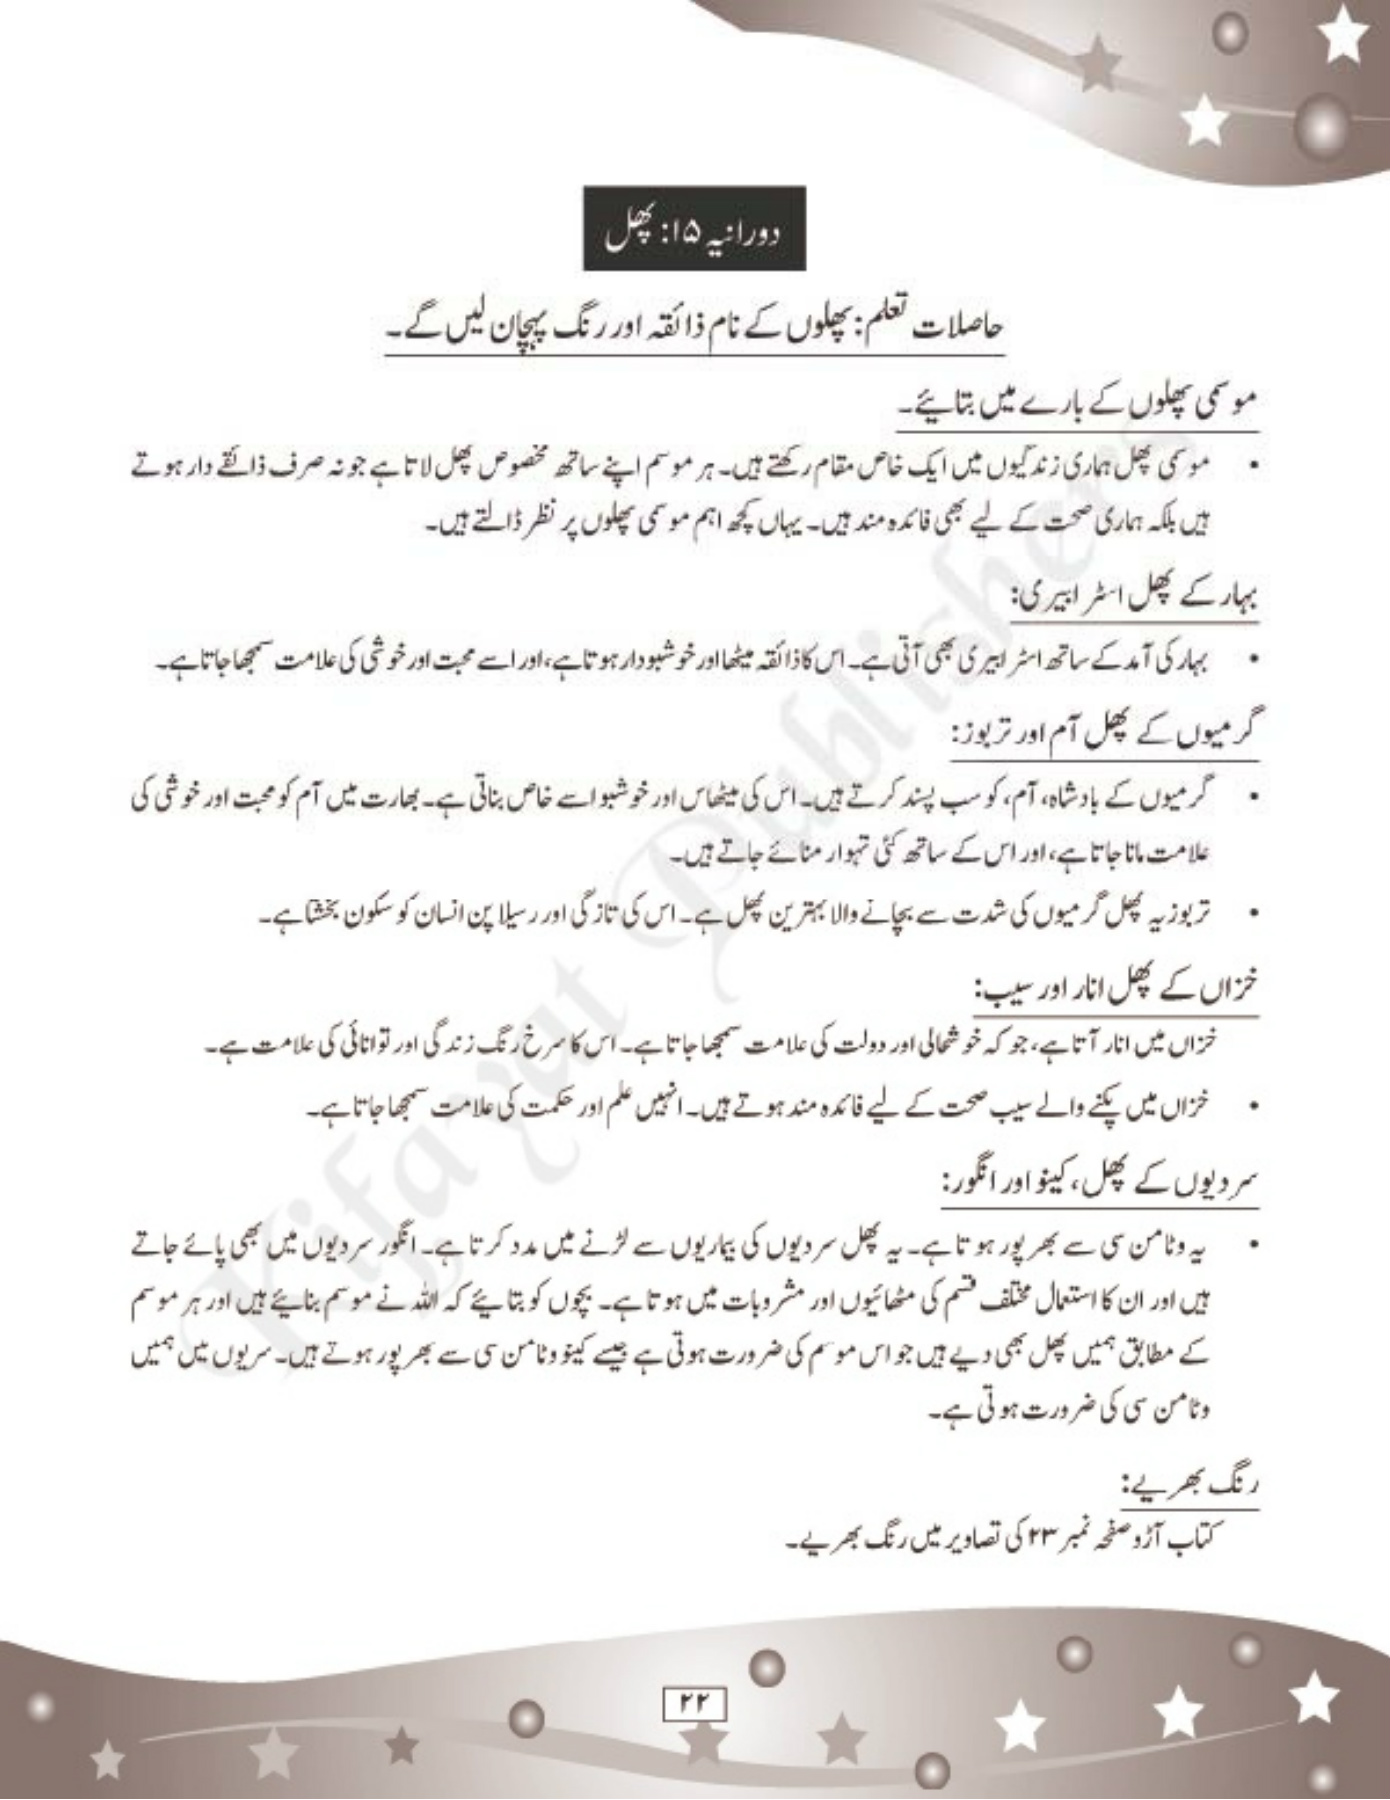 دورانیہ ۱۵: پھل
حاصلات تعلم: پھلوں کے نام ذائقہ اور رنگ پہچان لیں گے۔
موسمی پھلوں کے بارے میں بتائیے۔
• موسمی پھل ہماری زندگیوں میں ایک خاص مقام رکھتے ہیں۔ ہر موسم اپنے ساتھ مخصوص پھل لاتا ہے جو نہ صرف ذائقے دار ہوتے
ہیں بلکہ ہماری صحت کے لیے بھی فائدہ مند ہیں۔ یہاں کچھ اہم موسمی پھلوں پر نظر ڈالتے ہیں۔
بہار کے پھل اسٹرابیری:
• بہار کی آمد کے ساتھ اسٹرابیری بھی آتی ہے۔ اس کا ذائقہ میٹھا اور خوشبودار ہوتا ہے، اور اسے محبت اور خوشی کی علامت سمجھا جاتا ہے۔
گرمیوں کے پھل آم اور تربوز:
• گرمیوں کے بادشاہ، آم، کو سب پسند کرتے ہیں۔ اس کی میٹھاس اور خوشبو اسے خاص بناتی ہے۔ بھارت میں آم کو محبت اور خوشی کی
علامت مانا جاتا ہے، اور اس کے ساتھ کئی تہوار منائے جاتے ہیں۔
• تربوز یہ پھل گرمیوں کی شدت سے بچانے والا بہترین پھل ہے۔ اس کی تازگی اور رسیلا پن انسان کو سکون بخشتا ہے۔
خزاں کے پھل انار اور سیب:
خزاں میں انار آتا ہے، جو کہ خوشحالی اور دولت کی علامت سمجھا جاتا ہے۔ اس کا سرخ رنگ زندگی اور توانائی کی علامت ہے۔
• خزاں میں پکنے والے سیب صحت کے لیے فائدہ مند ہوتے ہیں۔ انہیں علم اور حکمت کی علامت سمجھا جاتا ہے۔
سردیوں کے پھل، کینو اور انگور:
• یہ وٹامن سی سے بھرپور ہوتا ہے۔ یہ پھل سردیوں کی بیماریوں سے لڑنے میں مدد کرتا ہے۔ انگور سردیوں میں بھی پائے جاتے
ہیں اور ان کا استعمال مختلف قسم کی مٹھائیوں اور مشروبات میں ہوتا ہے۔ بچوں کو بتائیے کہ اللہ نے موسم بنائیے ہیں اور ہر موسم
کے مطابق ہمیں پھل بھی دیے ہیں جو اس موسم کی ضرورت ہوتی ہے جیسے کینو وٹامن سی سے بھرپور ہوتے ہیں۔ سریوں میں ہمیں
وٹامن سی کی ضرورت ہوتی ہے۔
رنگ بھریے:
کتاب آڑو صفحہ نمبر ۲۳ کی تصاویر میں رنگ بھریے۔
۲۲
Kifayat Publishers